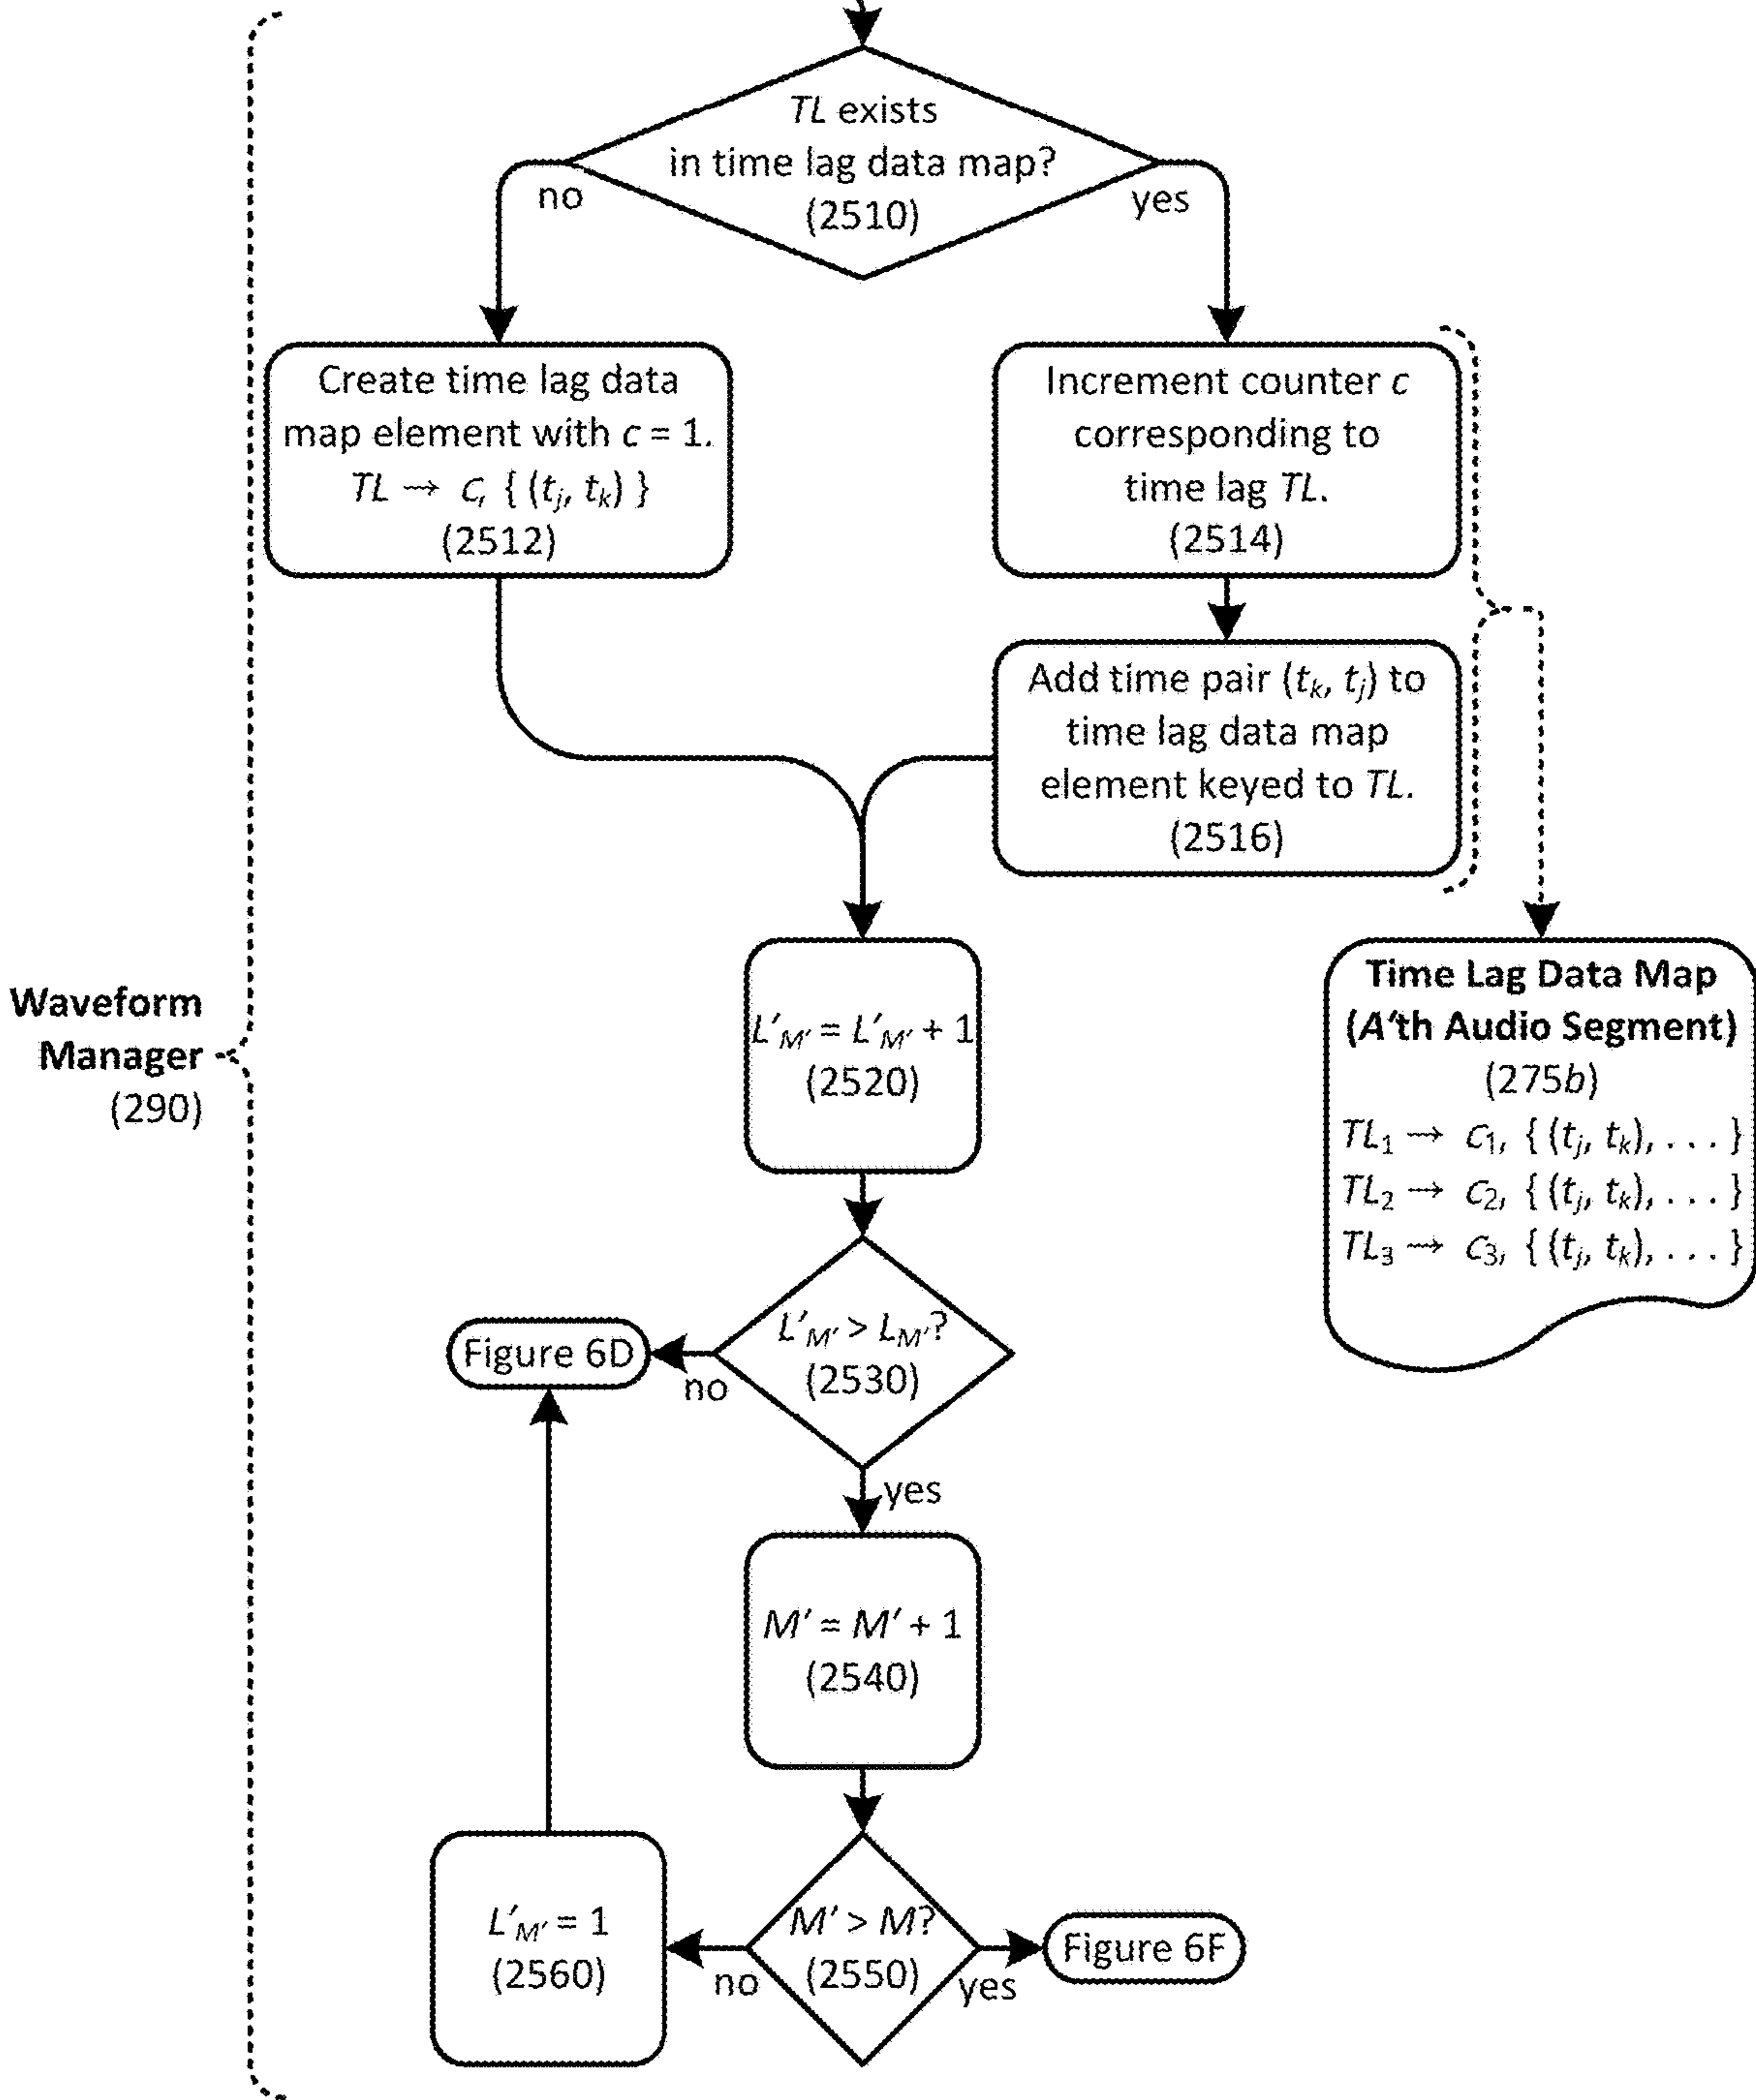 TL exists
in time lag data map?
(2510)
no
yes
Create time lag data
map element with c = 1.
TL → c, { (tj, tk) }
(2512)
Increment counter c
corresponding to
time lag TL.
(2514)
Add time pair (tk, tj) to
time lag data map
element keyed to TL.
(2516)
Waveform
Manager
(290)
L′M′ = L′M′ + 1
(2520)
Time Lag Data Map
(A′th Audio Segment)
(275b)
TL1 → c1, { (tj, tk), . . . }
TL2 → c2, { (tj, tk), . . . }
TL3 → c3, { (tj, tk), . . . }
L′M′ > LM′?
(2530)
Figure 6D
no
yes
M′ = M′ + 1
(2540)
L′M′ = 1
(2560)
M′ > M?
(2550)
no
yes
Figure 6F